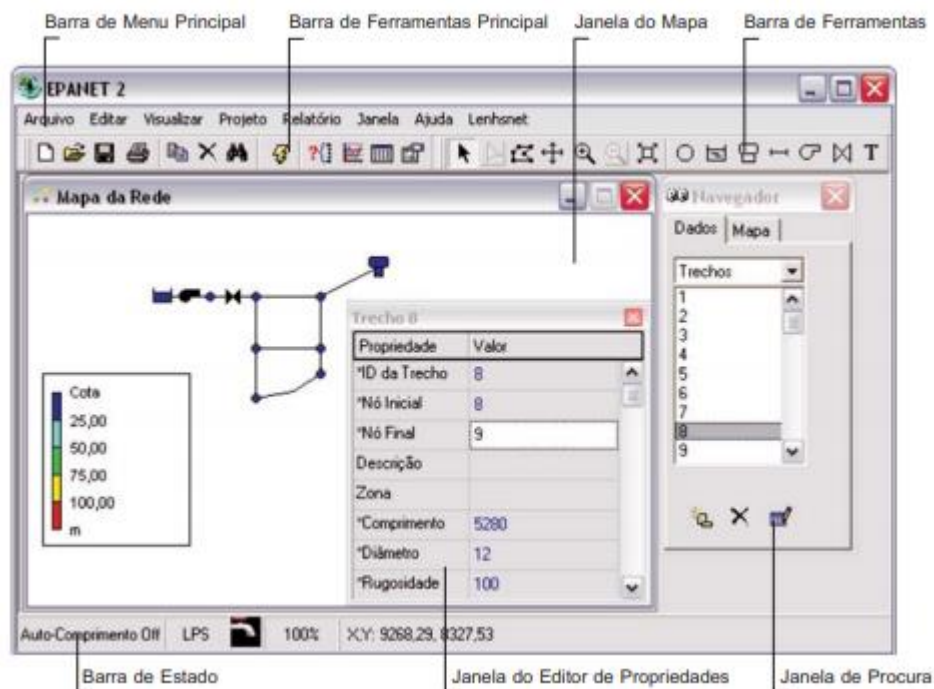 Barra de Menu Principal Barra de Ferramentas Principal Janela do Mapa Barra de Ferramentas
EPANET 2
Arquivo Editar Visualizar Projeto Relatório Janela Ajuda Lenhsnet
T
Mapa da Rede
Navegador
Dados Mapa
Trechos
1
2
3
4
5
6
7
8
9
Trecho 8
Propriedade Valor
*ID da Trecho 8
*Nó Inicial 8
*Nó Final 9
Descrição
Zona
*Comprimento 5280
*Diâmetro 12
*Rugosidade 100
Cota
25,00
50,00
75,00
100,00
m
Auto-Comprimento Off LPS 100% X,Y: 9268,29, 8327,53
Barra de Estado Janela do Editor de Propriedades Janela de Procura